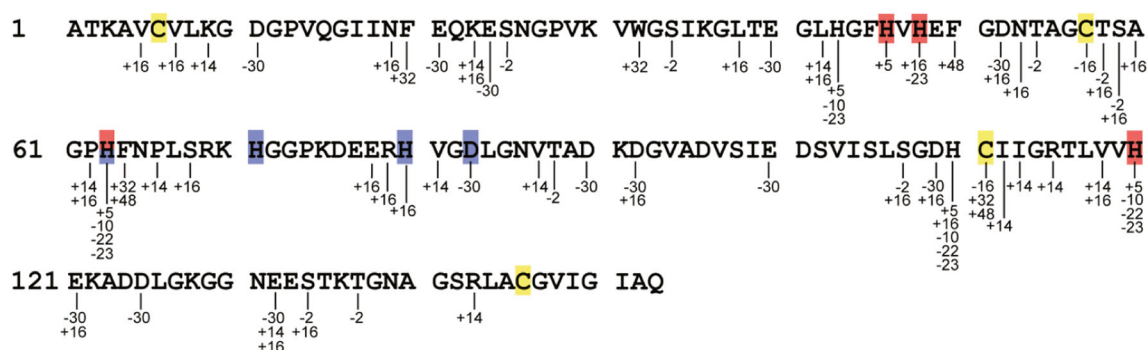 1 ATKAVCVLKG DGPVQGIINF EQKESNGPVK VWGSIKGLTE GLHGFHVHEF GDNTAGCTSA
+16 +16 +14 -30 +16 -30 +14 -2 +32 -2 +16 -30 +14 +5 +16 +48 -30 -2 -16 +16
+32 +16 +16 -23 +16 -2
-30 +5 +16 +16
-10 -2
-23 +16
61 GPHFNPLSRK HGGPKDEERH VGDLGNVTAD KDGVADVSIE DSVISLSGDH CIIGRTLVVH
+14 +32 +14 +16 +16 +14 -30 +14 -30 -30 -30 -2 -30 -16 +14 +14 +14 +5
+16 +48 +16 -2 +16 +16 +16 +32 +16 -10
+5 +16 +5 +48 -22
-10 +16 +14 -23
-22 -10
-23 -22
-23
121 EKADDLGKGG NEESTKTGNA GSRLACGVIG IAQ
-30 -30 -30 -2 -2 +14
+16 +14 +16
+16